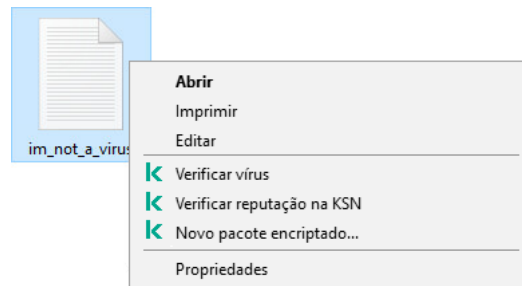 im_not_a_virus
Abrir
Imprimir
Editar
Verificar vírus
Verificar reputação na KSN
Novo pacote encriptado...
Propriedades